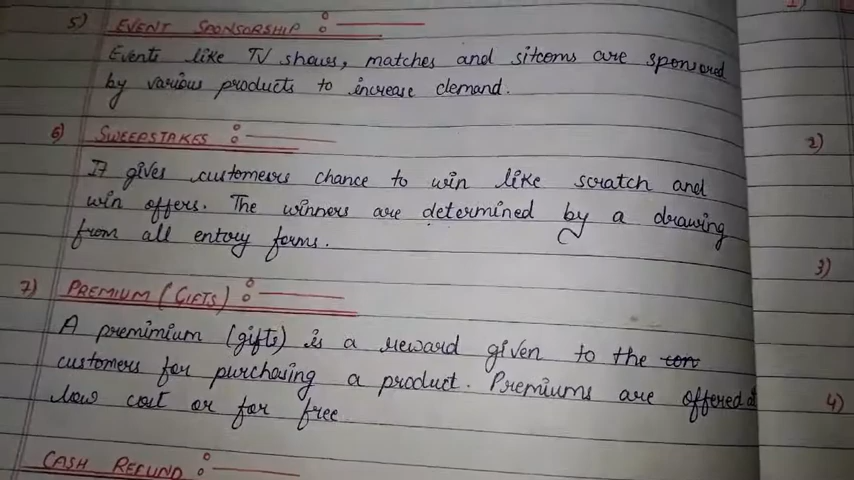 5) EVENT SPONSORSHIP :-
Events like TV shows, matches and sitcoms are sponsored
by various products to increase demand.
6) SWEEPSTAKES :-
It gives customers chance to win like scratch and
win offers. The winners are determined by a drawing
from all entory forms.
7) PREMIUM (GIFTS) :-
A premimium (gifts) is a reward given to the
customers for purchasing a product. Premiums are offered at
low cost or for free
CASH REFUND :-
1)
2)
3)
4)